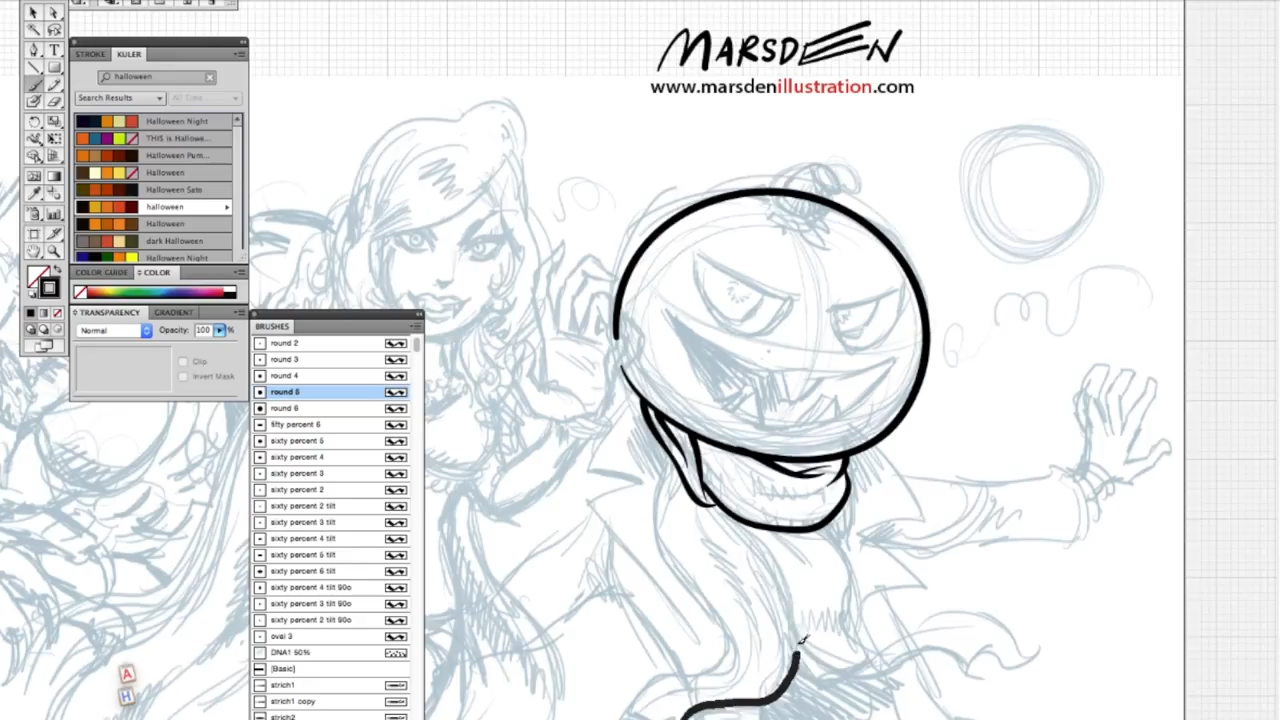 MARSDEN
www.marsdenillustration.com
STROKE KULER
halloween
Search Results All Time
Halloween Night
THIS is Hallowe...
Halloween Pum...
Halloween
Halloween Sato
halloween
Halloween
dark Halloween
Halloween Night
COLOR GUIDE COLOR
TRANSPARENCY GRADIENT
Normal Opacity: 100 %
Clip
Invert Mask
BRUSHES
round 2
round 3
round 4
round 5
round 6
fifty percent 6
sixty percent 5
sixty percent 4
sixty percent 3
sixty percent 2
sixty percent 2 tilt
sixty percent 3 tilt
sixty percent 4 tilt
sixty percent 5 tilt
sixty percent 6 tilt
sixty percent 4 tilt 90o
sixty percent 3 tilt 90o
sixty percent 2 tilt 90o
oval 3
DNA1 50%
[Basic]
strich1
strich1 copy
strich2
A
H